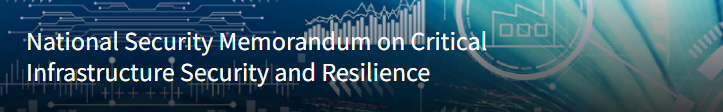 National Security Memorandum on Critical
Infrastructure Security and Resilience